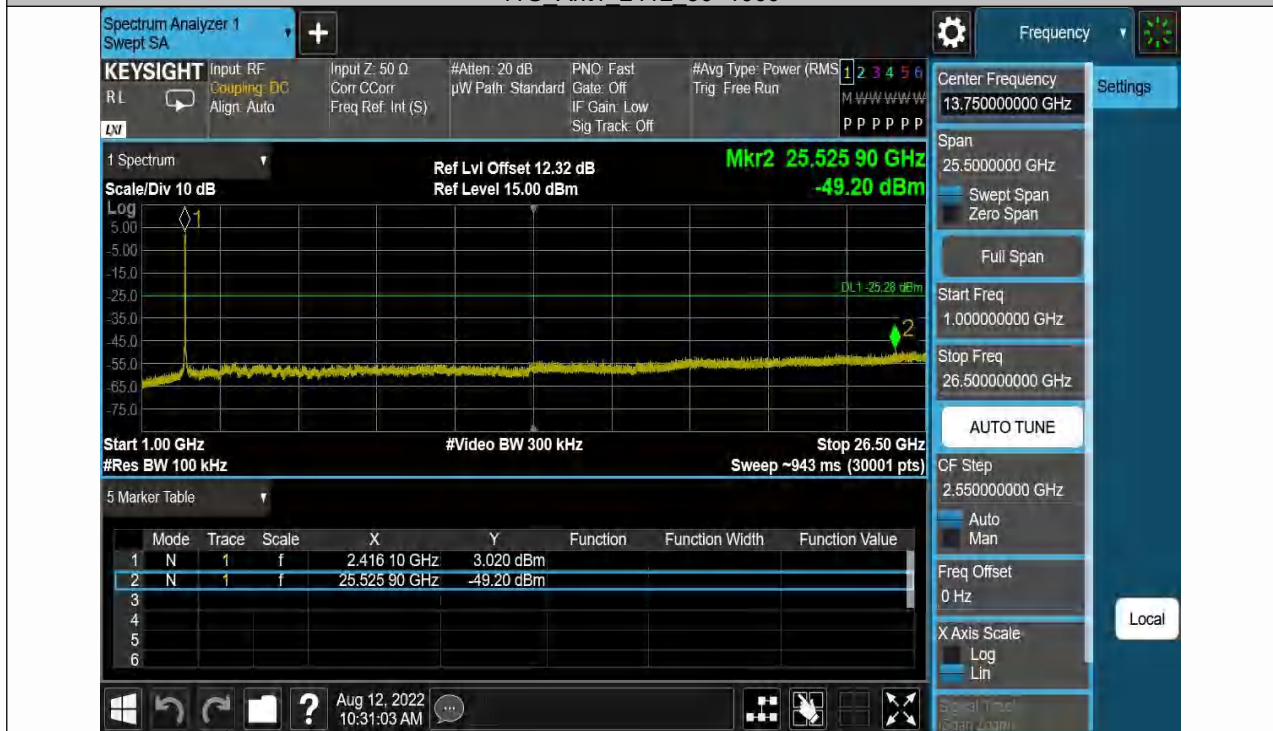 Spectrum Analyzer 1
Swept SA
+
Frequency
KEYSIGHT
RL
LXI
Input: RF
Coupling: DC
Align: Auto
Input Z: 50 Ω
Corr CCorr
Freq Ref: Int (S)
#Atten: 20 dB
µW Path: Standard
PNO: Fast
Gate: Off
IF Gain: Low
Sig Track: Off
#Avg Type: Power (RMS
Trig: Free Run
1 2 3 4 5 6
M W W W W W
P P P P P P
Center Frequency
13.750000000 GHz
Settings
Span
25.5000000 GHz
Swept Span
Zero Span
Full Span
Start Freq
1.000000000 GHz
Stop Freq
26.500000000 GHz
AUTO TUNE
CF Step
2.550000000 GHz
Auto
Man
Freq Offset
0 Hz
X Axis Scale
Log
Lin
Local
1 Spectrum
Scale/Div 10 dB
Ref Lvl Offset 12.32 dB
Ref Level 15.00 dBm
Mkr2 25.525 90 GHz
-49.20 dBm
Log
5.00
-5.00
-15.0
-25.0
-35.0
-45.0
-55.0
-65.0
-75.0
1
DL1 -25.28 dBm
2
Start 1.00 GHz
#Video BW 300 kHz
Stop 26.50 GHz
#Res BW 100 kHz
Sweep ~943 ms (30001 pts)
5 Marker Table
Mode Trace Scale X Y Function Function Width Function Value
1 N 1 f 2.416 10 GHz 3.020 dBm
2 N 1 f 25.525 90 GHz -49.20 dBm
3
4
5
6
?
Aug 12, 2022
10:31:03 AM